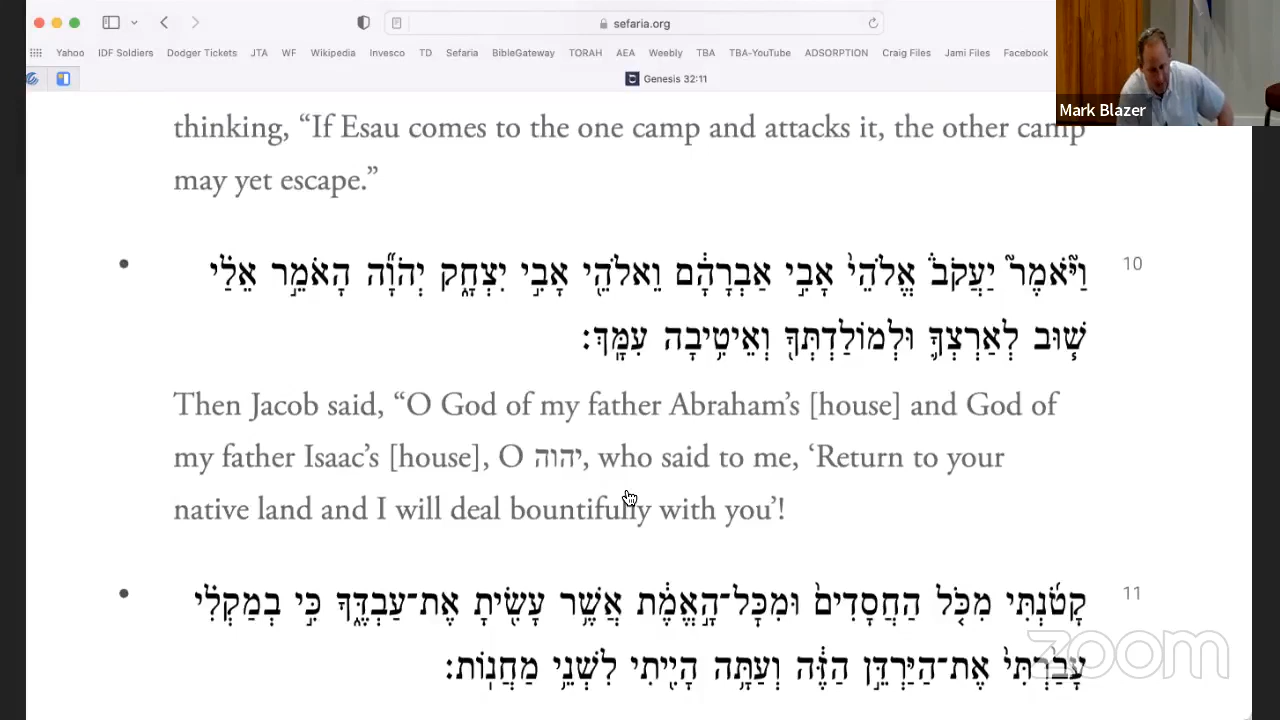 sefaria.org
Yahoo IDF Soldiers Dodger Tickets JTA WF Wikipedia Invesco TD Sefaria BibleGateway TORAH AEA Weebly TBA TBA-YouTube ADSORPTION Craig Files Jami Files Facebook
Genesis 32:11
Mark Blazer
thinking, “If Esau comes to the one camp and attacks it, the other camp
may yet escape.”
10
וַיֹּ֘אמֶר֮ יַעֲקֹב֒ אֱלֹהֵי֙ אָבִ֣י אַבְרָהָ֔ם וֵאלֹהֵ֖י אָבִ֣י יִצְחָ֑ק יְהֹוָ֞ה הָאֹמֵ֣ר אֵלַ֗י
שׁ֧וּב לְאַרְצְךָ֛ וּלְמוֹלַדְתְּךָ֖ וְאֵיטִ֥יבָה עִמָּֽךְ׃
Then Jacob said, “O God of my father Abraham’s [house] and God of
my father Isaac’s [house], O יהוה, who said to me, ‘Return to your
native land and I will deal bountifully with you’!
11
קָטֹ֜נְתִּי מִכֹּ֤ל הַחֲסָדִים֙ וּמִכׇּל־הָ֣אֱמֶ֔ת אֲשֶׁ֥ר עָשִׂ֖יתָ אֶת־עַבְדֶּ֑ךָ כִּ֣י בְמַקְלִ֗י
עָבַ֙רְתִּי֙ אֶת־הַיַּרְדֵּ֣ן הַזֶּ֔ה וְעַתָּ֥ה הָיִ֖יתִי לִשְׁנֵ֥י מַחֲנֽוֹת׃
zoom